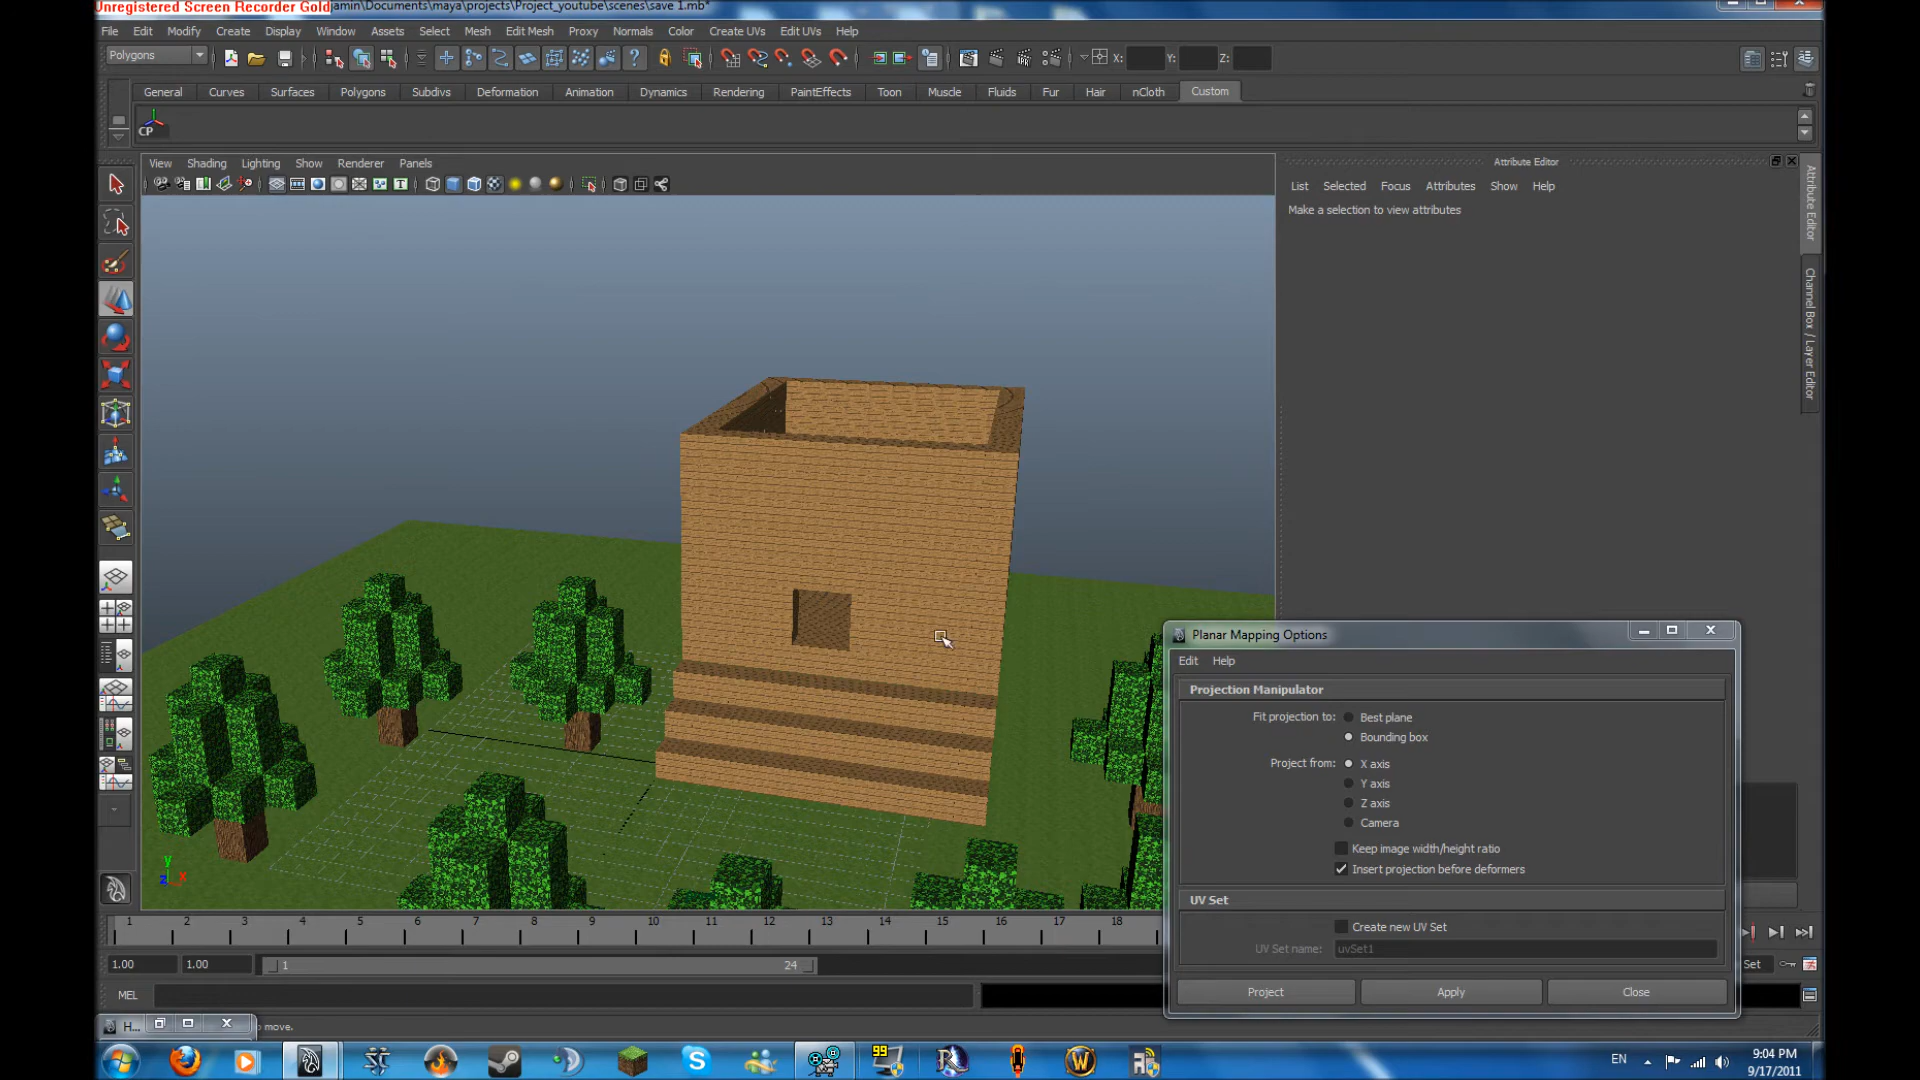 Unregistered Screen Recorder Gold amin\Documents\maya\projects\Project_youtube\scenes\save 1.mb*
File Edit Modify Create Display Window Assets Select Mesh Edit Mesh Proxy Normals Color Create UVs Edit UVs Help
Polygons X: Y: Z:
General Curves Surfaces Polygons Subdivs Deformation Animation Dynamics Rendering PaintEffects Toon Muscle Fluids Fur Hair nCloth Custom
CP
View Shading Lighting Show Renderer Panels
Attribute Editor
List Selected Focus Attributes Show Help
Make a selection to view attributes
Attribute Editor
Channel Box / Layer Editor
Planar Mapping Options
Edit Help
Projection Manipulator
Fit projection to: Best plane
Bounding box
Project from: X axis
Y axis
Z axis
Camera
Keep image width/height ratio
Insert projection before deformers
UV Set
Create new UV Set
UV Set name: uvSet1
Project Apply Close
y
z x
1 2 3 4 5 6 7 8 9 10 11 12 13 14 15 16 17 18
1.00 1.00 1 24 Set
MEL
H... o move.
99
EN 9:04 PM
9/17/2011